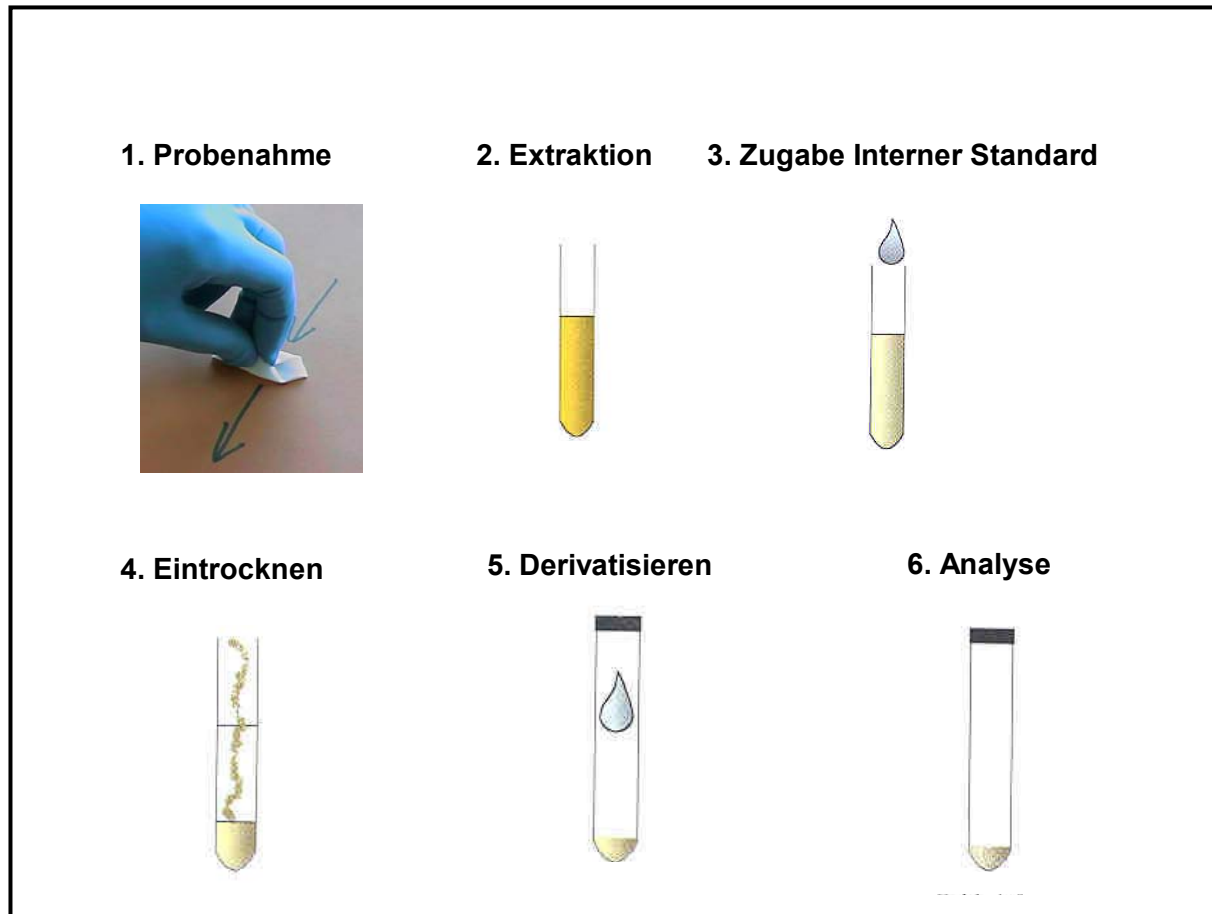 1. Probenahme
2. Extraktion
3. Zugabe Interner Standard
4. Eintrocknen
5. Derivatisieren
6. Analyse